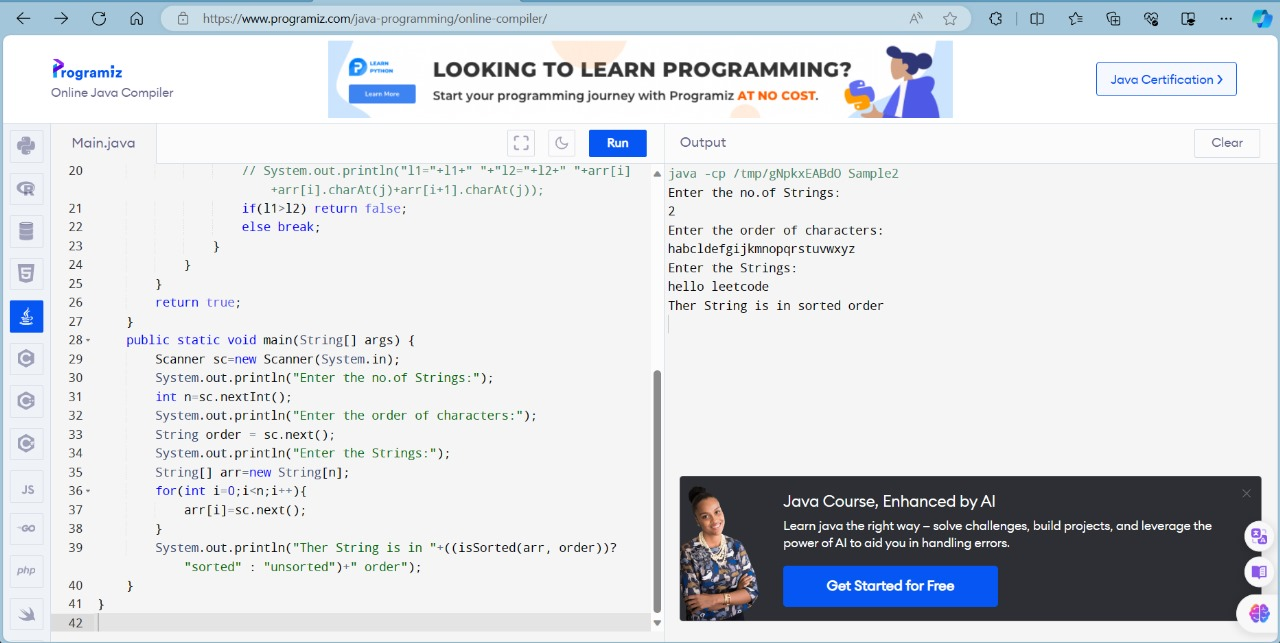 https://www.programiz.com/java-programming/online-compiler/
Programiz
Online Java Compiler
LEARN
PYTHON
Learn More
LOOKING TO LEARN PROGRAMMING?
Start your programming journey with Programiz AT NO COST.
Java Certification >
Main.java
Run
Output
Clear
20 // System.out.println("l1="+l1+" "+"l2="+l2+" "+arr[i]
+arr[i].charAt(j)+arr[i+1].charAt(j));
21 if(l1>l2) return false;
22 else break;
23 }
24 }
25 }
26 return true;
27 }
28 public static void main(String[] args) {
29 Scanner sc=new Scanner(System.in);
30 System.out.println("Enter the no.of Strings:");
31 int n=sc.nextInt();
32 System.out.println("Enter the order of characters:");
33 String order = sc.next();
34 System.out.println("Enter the Strings:");
35 String[] arr=new String[n];
36 for(int i=0;i<n;i++){
37 arr[i]=sc.next();
38 }
39 System.out.println("Ther String is in "+((isSorted(arr, order))?
"sorted" : "unsorted")+" order");
40 }
41 }
42
java -cp /tmp/gNpkxEABdO Sample2
Enter the no.of Strings:
2
Enter the order of characters:
habcldefgijkmnopqrstuvwxyz
Enter the Strings:
hello leetcode
Ther String is in sorted order
JS
GO
php
Java Course, Enhanced by AI
Learn java the right way – solve challenges, build projects, and leverage the
power of AI to aid you in handling errors.
Get Started for Free